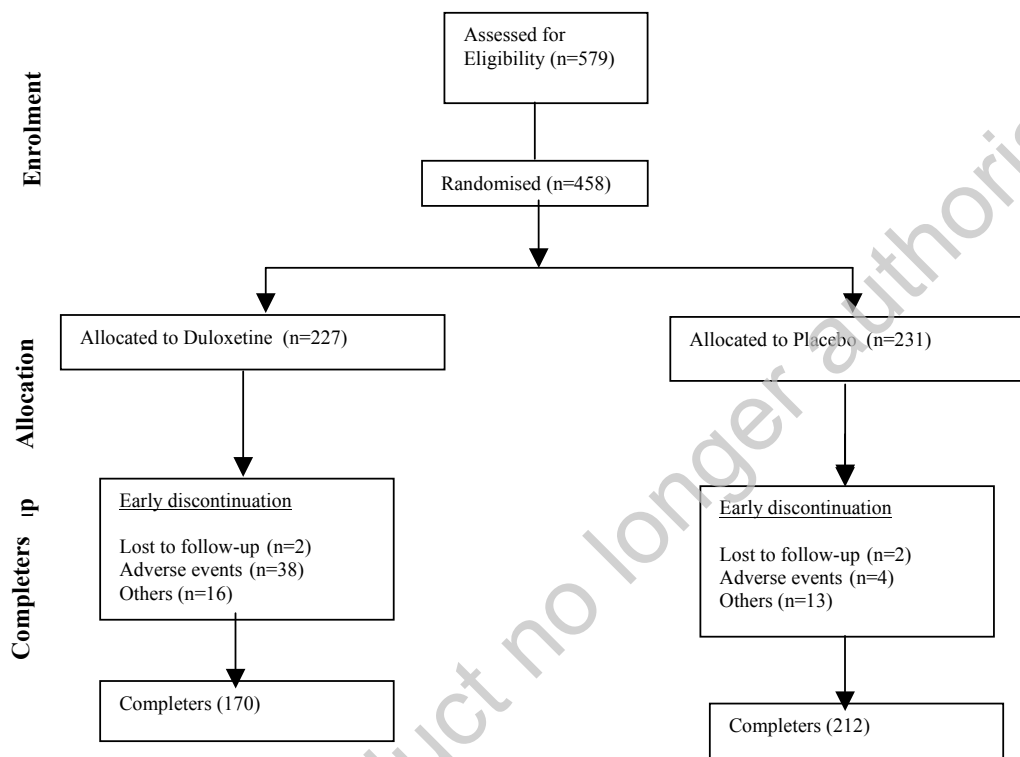 Enrolment
Assessed for
Eligibility (n=579)
Randomised (n=458)
Allocation
Allocated to Duloxetine (n=227)
Allocated to Placebo (n=231)
Completers
Early discontinuation
Lost to follow-up (n=2)
Adverse events (n=38)
Others (n=16)
Early discontinuation
Lost to follow-up (n=2)
Adverse events (n=4)
Others (n=13)
Completers (170)
Completers (212)
no longer